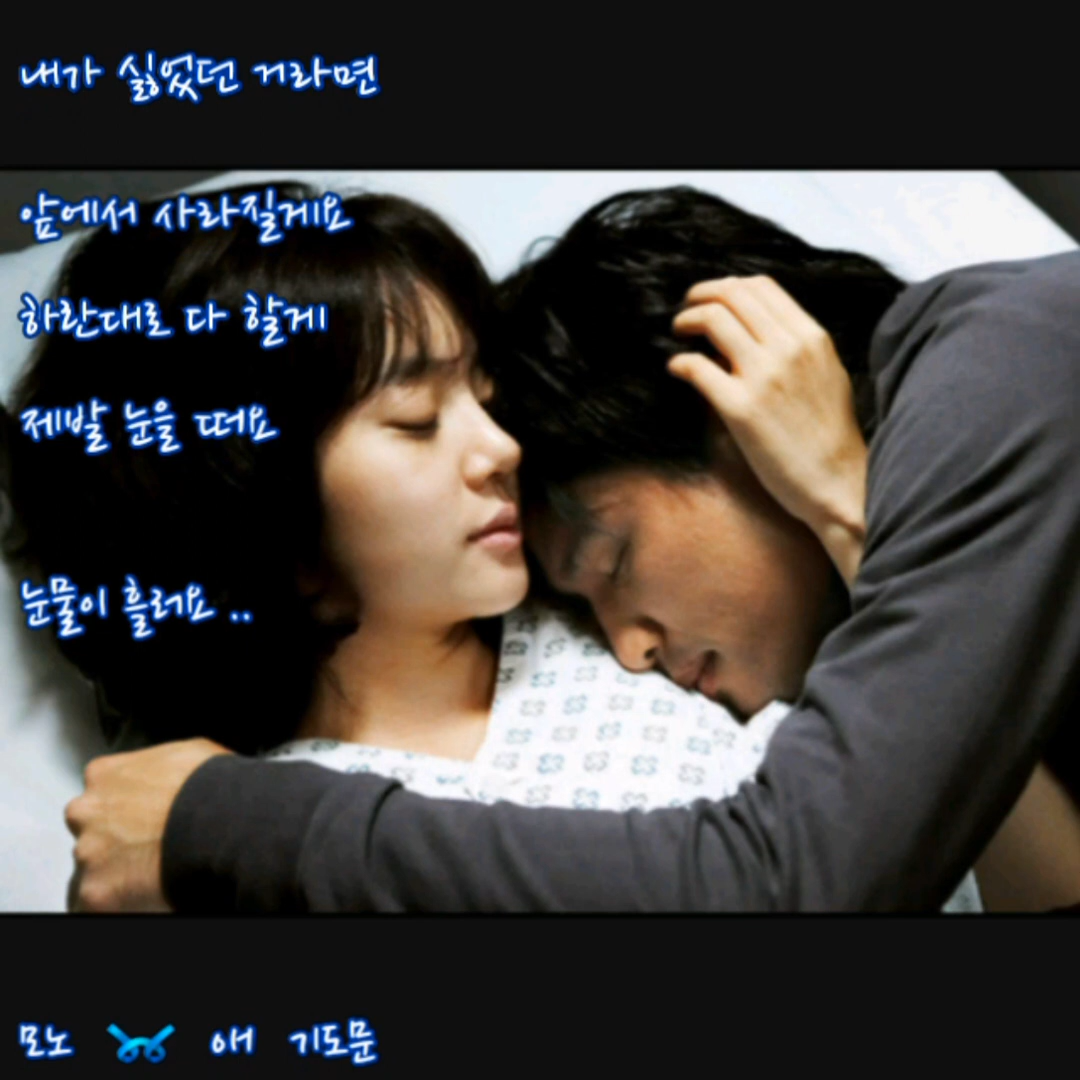 내가 싫었던 거라면
앞에서 사라질게요
하란대로 다 할게
제발 눈을 떠요
눈물이 흘러요 ..
모노 애 기도문